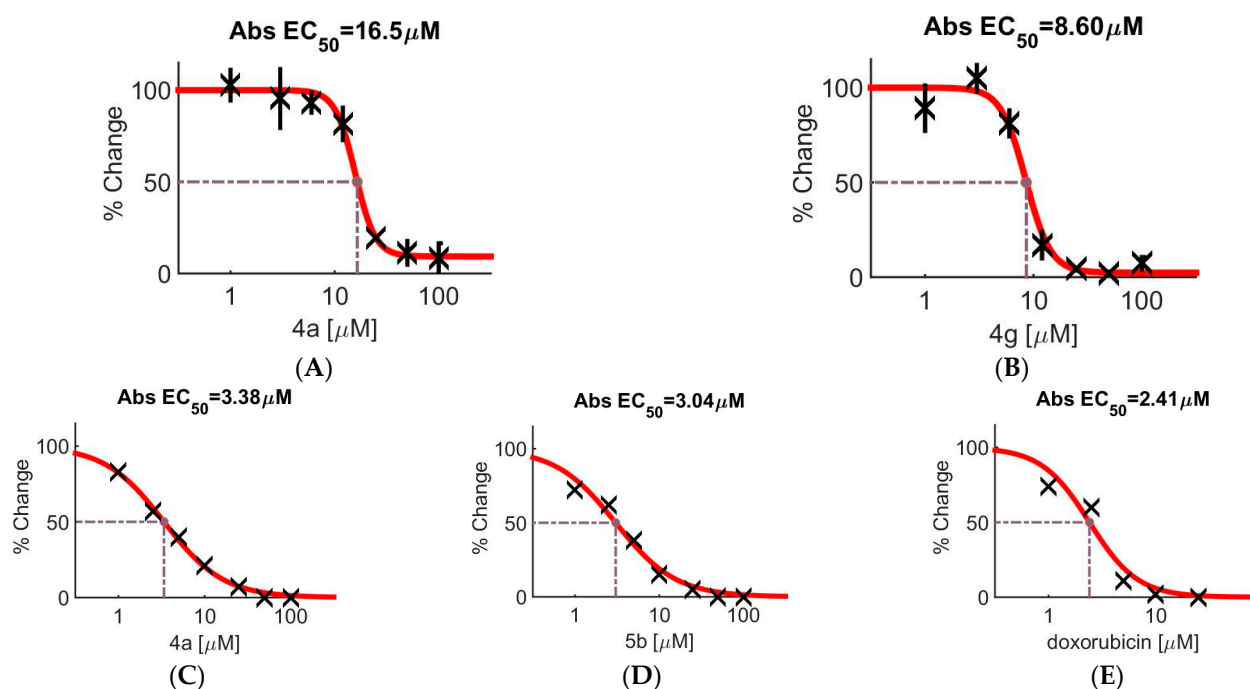 Abs EC50=16.5μM
100
50
0
% Change
1
10
100
4a [μM]
(A)
Abs EC50=8.60μM
100
50
0
% Change
1
10
100
4g [μM]
(B)
Abs EC50=3.38μM
100
50
0
% Change
1
10
100
4a [μM]
(C)
Abs EC50=3.04μM
100
50
0
% Change
1
10
100
5b [μM]
(D)
Abs EC50=2.41μM
100
50
0
% Change
1
10
doxorubicin [μM]
(E)